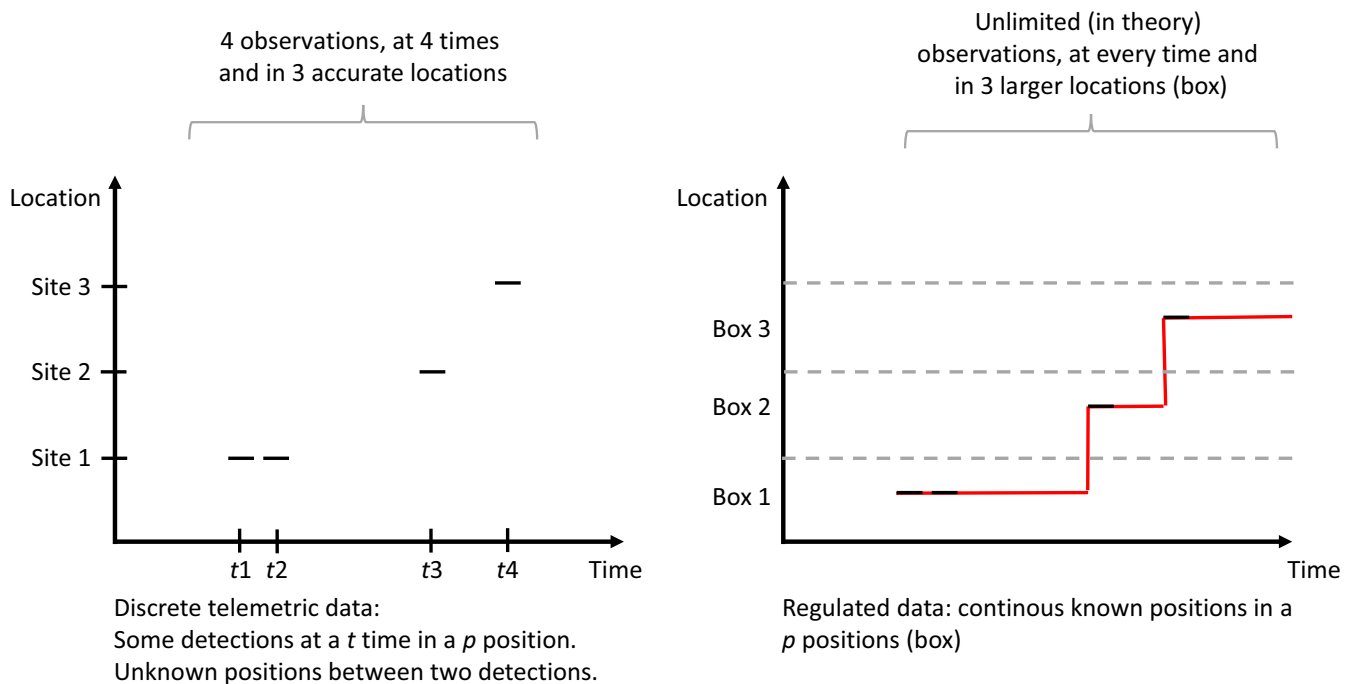 4 observations, at 4 times
and in 3 accurate locations
Location
Site 3
Site 2
Site 1
t1 t2 t3 t4 Time
Discrete telemetric data:
Some detections at a t time in a p position.
Unknown positions between two detections.
Unlimited (in theory)
observations, at every time and
in 3 larger locations (box)
Location
Box 3
Box 2
Box 1
Time
Regulated data: continous known positions in a
p positions (box)